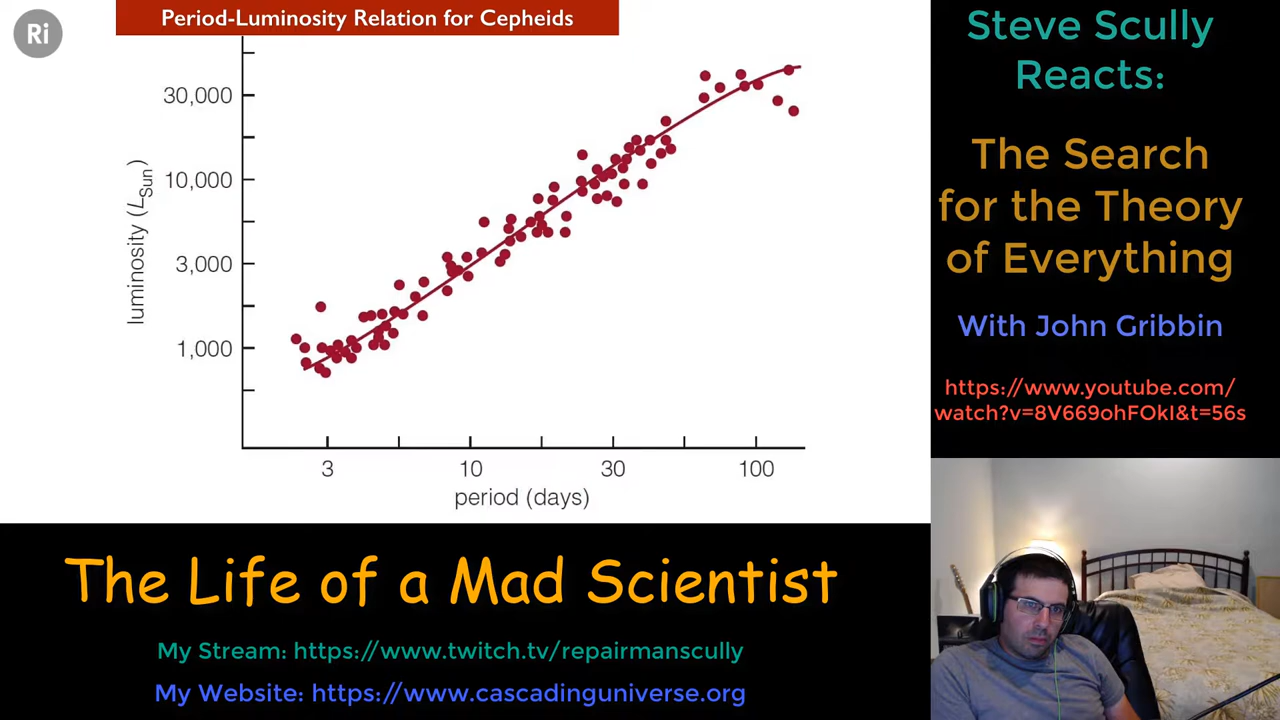 Ri
Period-Luminosity Relation for Cepheids
30,000
10,000
3,000
1,000
luminosity (LSun)
3 10 30 100
period (days)
Steve Scully
Reacts:
The Search
for the Theory
of Everything
With John Gribbin
https://www.youtube.com/
watch?v=8V669ohFOkI&t=56s
The Life of a Mad Scientist
My Stream: https://www.twitch.tv/repairmanscully
My Website: https://www.cascadinguniverse.org